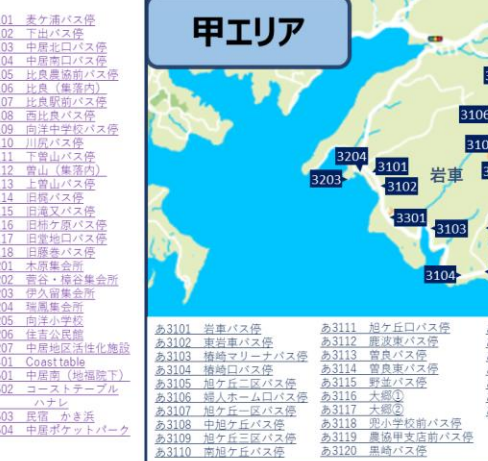 01 麦ケ浦バス停
02 下出バス停
03 中居北口バス停
04 中居南口バス停
05 比良農協前バス停
06 比良（集落内）
07 比良駅前バス停
08 西比良バス停
09 向洋中学校バス停
10 川尻バス停
11 下曽山バス停
12 曽山（集落内）
13 上曽山バス停
14 旧梶バス停
15 旧滝又バス停
16 旧柿ケ原バス停
17 旧堂地口バス停
18 旧藤巻バス停
01 木原集会所
02 菅谷・樟谷集会所
03 伊久留集会所
04 瑞鳳集会所
05 向洋小学校
06 住吉公民館
07 中居地区活性化施設
01 Coast table
01 中居南（地福院下）
02 コーストテーブル
ハナレ
03 民宿 かき浜
04 中居ポケットパーク
甲エリア
3106
310
3204
3101
3203
3102
岩車
3301
3103
3104
あ3101 岩車バス停
あ3102 東岩車バス停
あ3103 椿崎マリーナバス停
あ3104 椿崎口バス停
あ3105 旭ケ丘二区バス停
あ3106 婦人ホーム口バス停
あ3107 旭ケ丘一区バス停
あ3108 中旭ケ丘バス停
あ3109 旭ケ丘三区バス停
あ3110 南旭ケ丘バス停
あ3111 旭ケ丘口バス停
あ3112 鹿波東バス停
あ3113 曽良バス停
あ3114 曽良東バス停
あ3115 野並バス停
あ3116 大郷①
あ3117 大郷②
あ3118 兜小学校前バス停
あ3119 農協甲支店前バス停
あ3120 黒崎バス停